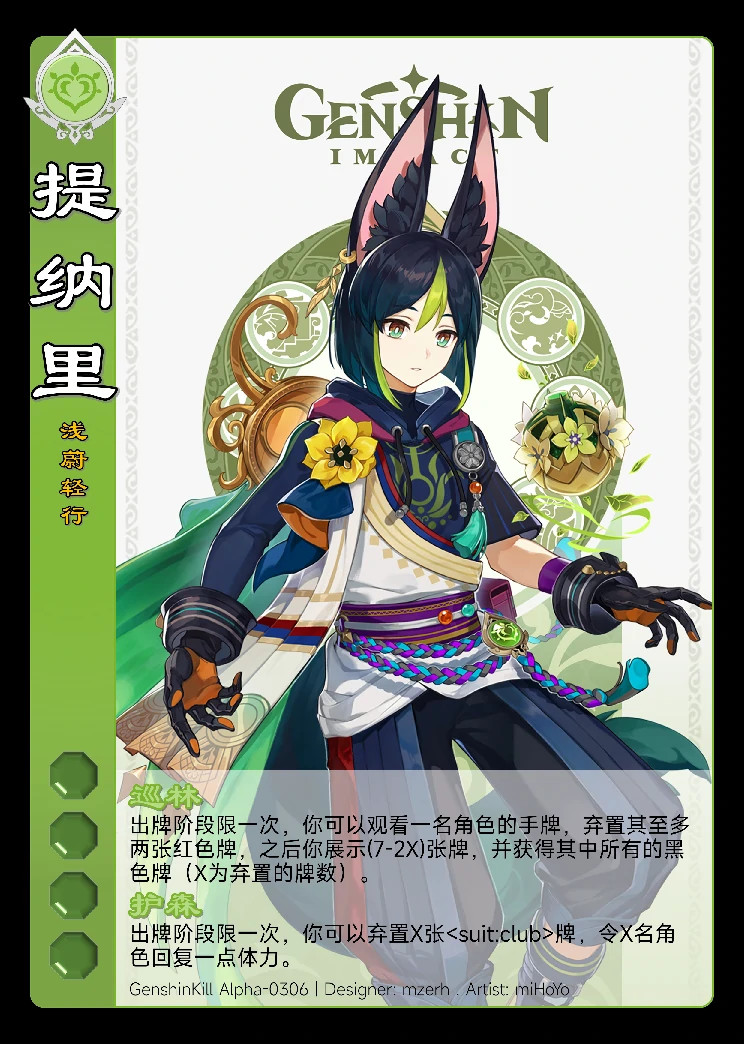 GENSHIN
IMPACT
提纳里
浅蔚轻行
巡林
出牌阶段限一次，你可以观看一名角色的手牌，弃置其至多
两张红色牌，之后你展示(7-2X)张牌，并获得其中所有的黑
色牌（X为弃置的牌数）。
护森
出牌阶段限一次，你可以弃置X张<suit:club>牌，令X名角
色回复一点体力。
GenshinKill Alpha-0306 | Designer: mzerh . Artist: miHoYo